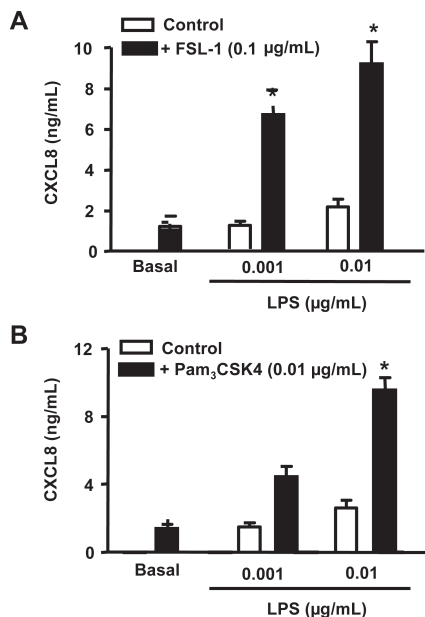 A
Control
+ FSL-1 (0.1 µg/mL)
CXCL8 (ng/mL)
10
8
6
4
2
0
*
*
Basal
0.001
0.01
LPS (µg/mL)
B
Control
+ Pam₃CSK4 (0.01 µg/mL)
CXCL8 (ng/mL)
12
8
4
0
*
Basal
0.001
0.01
LPS (µg/mL)